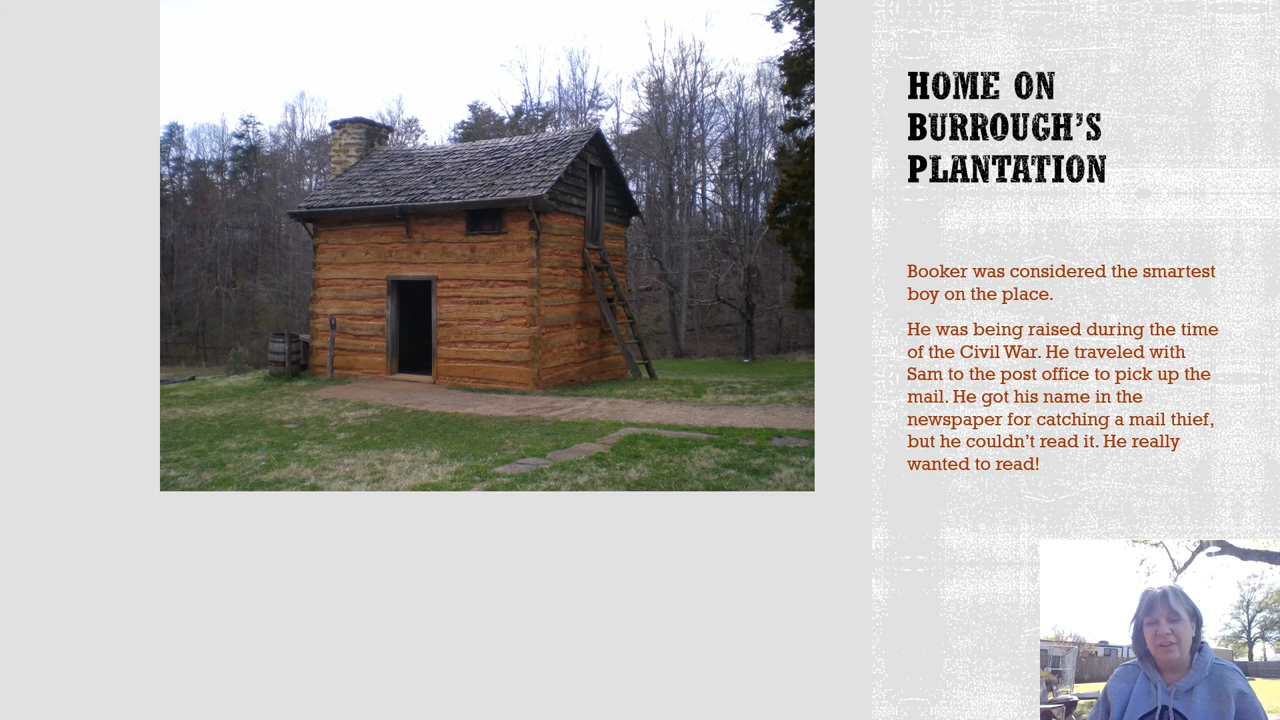 HOME ON
BURROUGH'S
PLANTATION
Booker was considered the smartest
boy on the place.
He was being raised during the time
of the Civil War. He traveled with
Sam to the post office to pick up the
mail. He got his name in the
newspaper for catching a mail thief,
but he couldn't read it. He really
wanted to read!